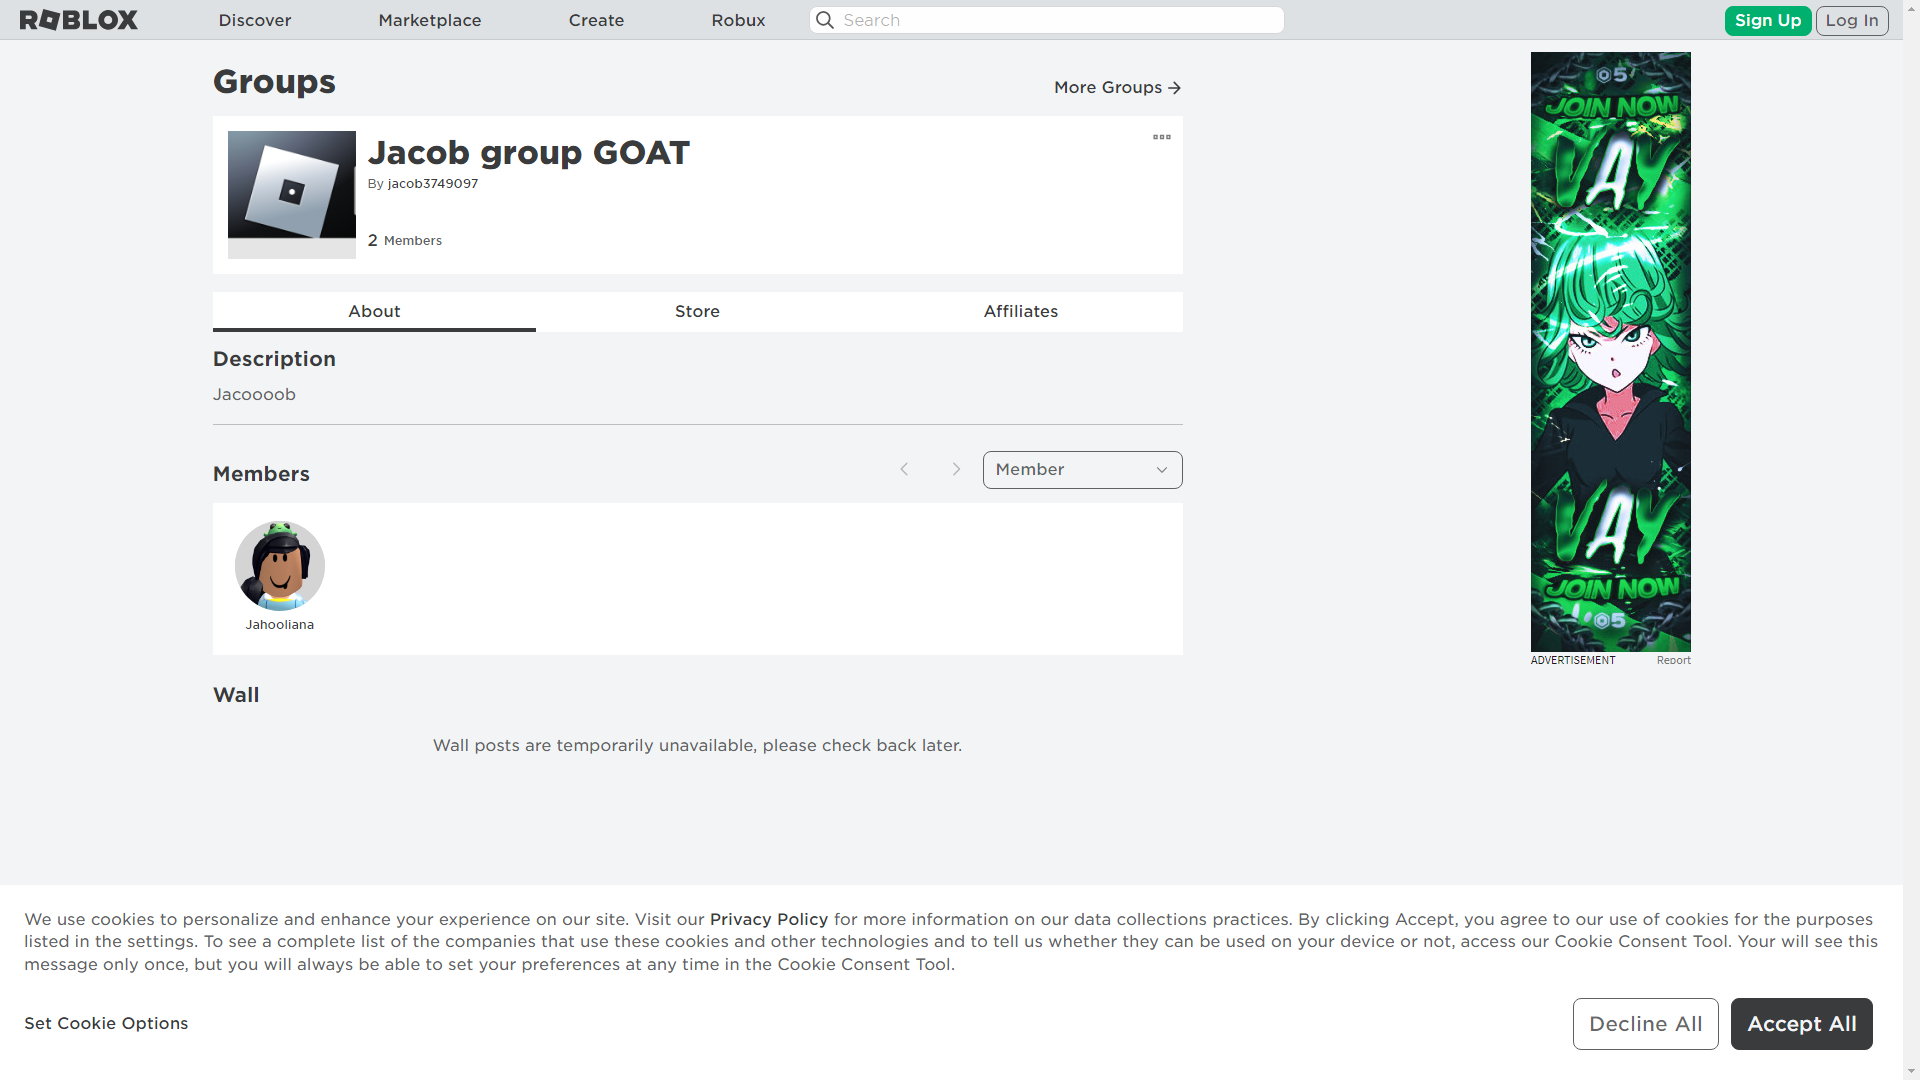 ROBLOX
Discover
Marketplace
Create
Robux
Search
Sign Up
Log In
Groups
More Groups
Jacob group GOAT
By jacob3749097
2 Members
About
Store
Affiliates
Description
Jacoooob
Members
Member
Jahooliana
Wall
Wall posts are temporarily unavailable, please check back later.
5
JOIN NOW
VAY
VAY
JOIN NOW
5
ADVERTISEMENT
Report
We use cookies to personalize and enhance your experience on our site. Visit our Privacy Policy for more information on our data collections practices. By clicking Accept, you agree to our use of cookies for the purposes
listed in the settings. To see a complete list of the companies that use these cookies and other technologies and to tell us whether they can be used on your device or not, access our Cookie Consent Tool. Your will see this
message only once, but you will always be able to set your preferences at any time in the Cookie Consent Tool.
Set Cookie Options
Decline All
Accept All